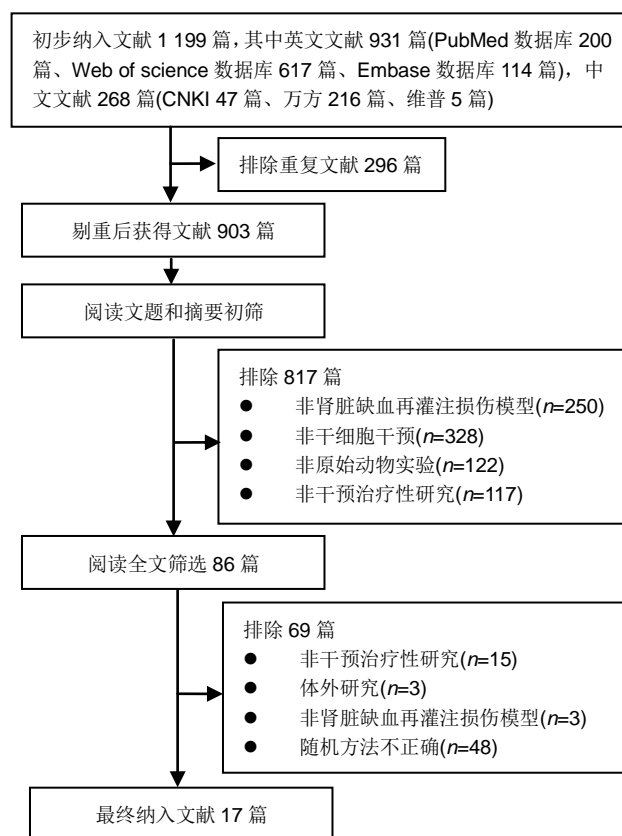 初步纳入文献 1 199 篇,其中英文文献 931 篇(PubMed 数据库 200
篇、Web of science 数据库 617 篇、Embase 数据库 114 篇)，中
文文献 268 篇(CNKI 47 篇、万方 216 篇、维普 5 篇)
排除重复文献 296 篇
剔重后获得文献 903 篇
阅读文题和摘要初筛
排除 817 篇
● 非肾脏缺血再灌注损伤模型(n=250)
● 非干细胞干预(n=328)
● 非原始动物实验(n=122)
● 非干预治疗性研究(n=117)
阅读全文筛选 86 篇
排除 69 篇
● 非干预治疗性研究(n=15)
● 体外研究(n=3)
● 非肾脏缺血再灌注损伤模型(n=3)
● 随机方法不正确(n=48)
最终纳入文献 17 篇